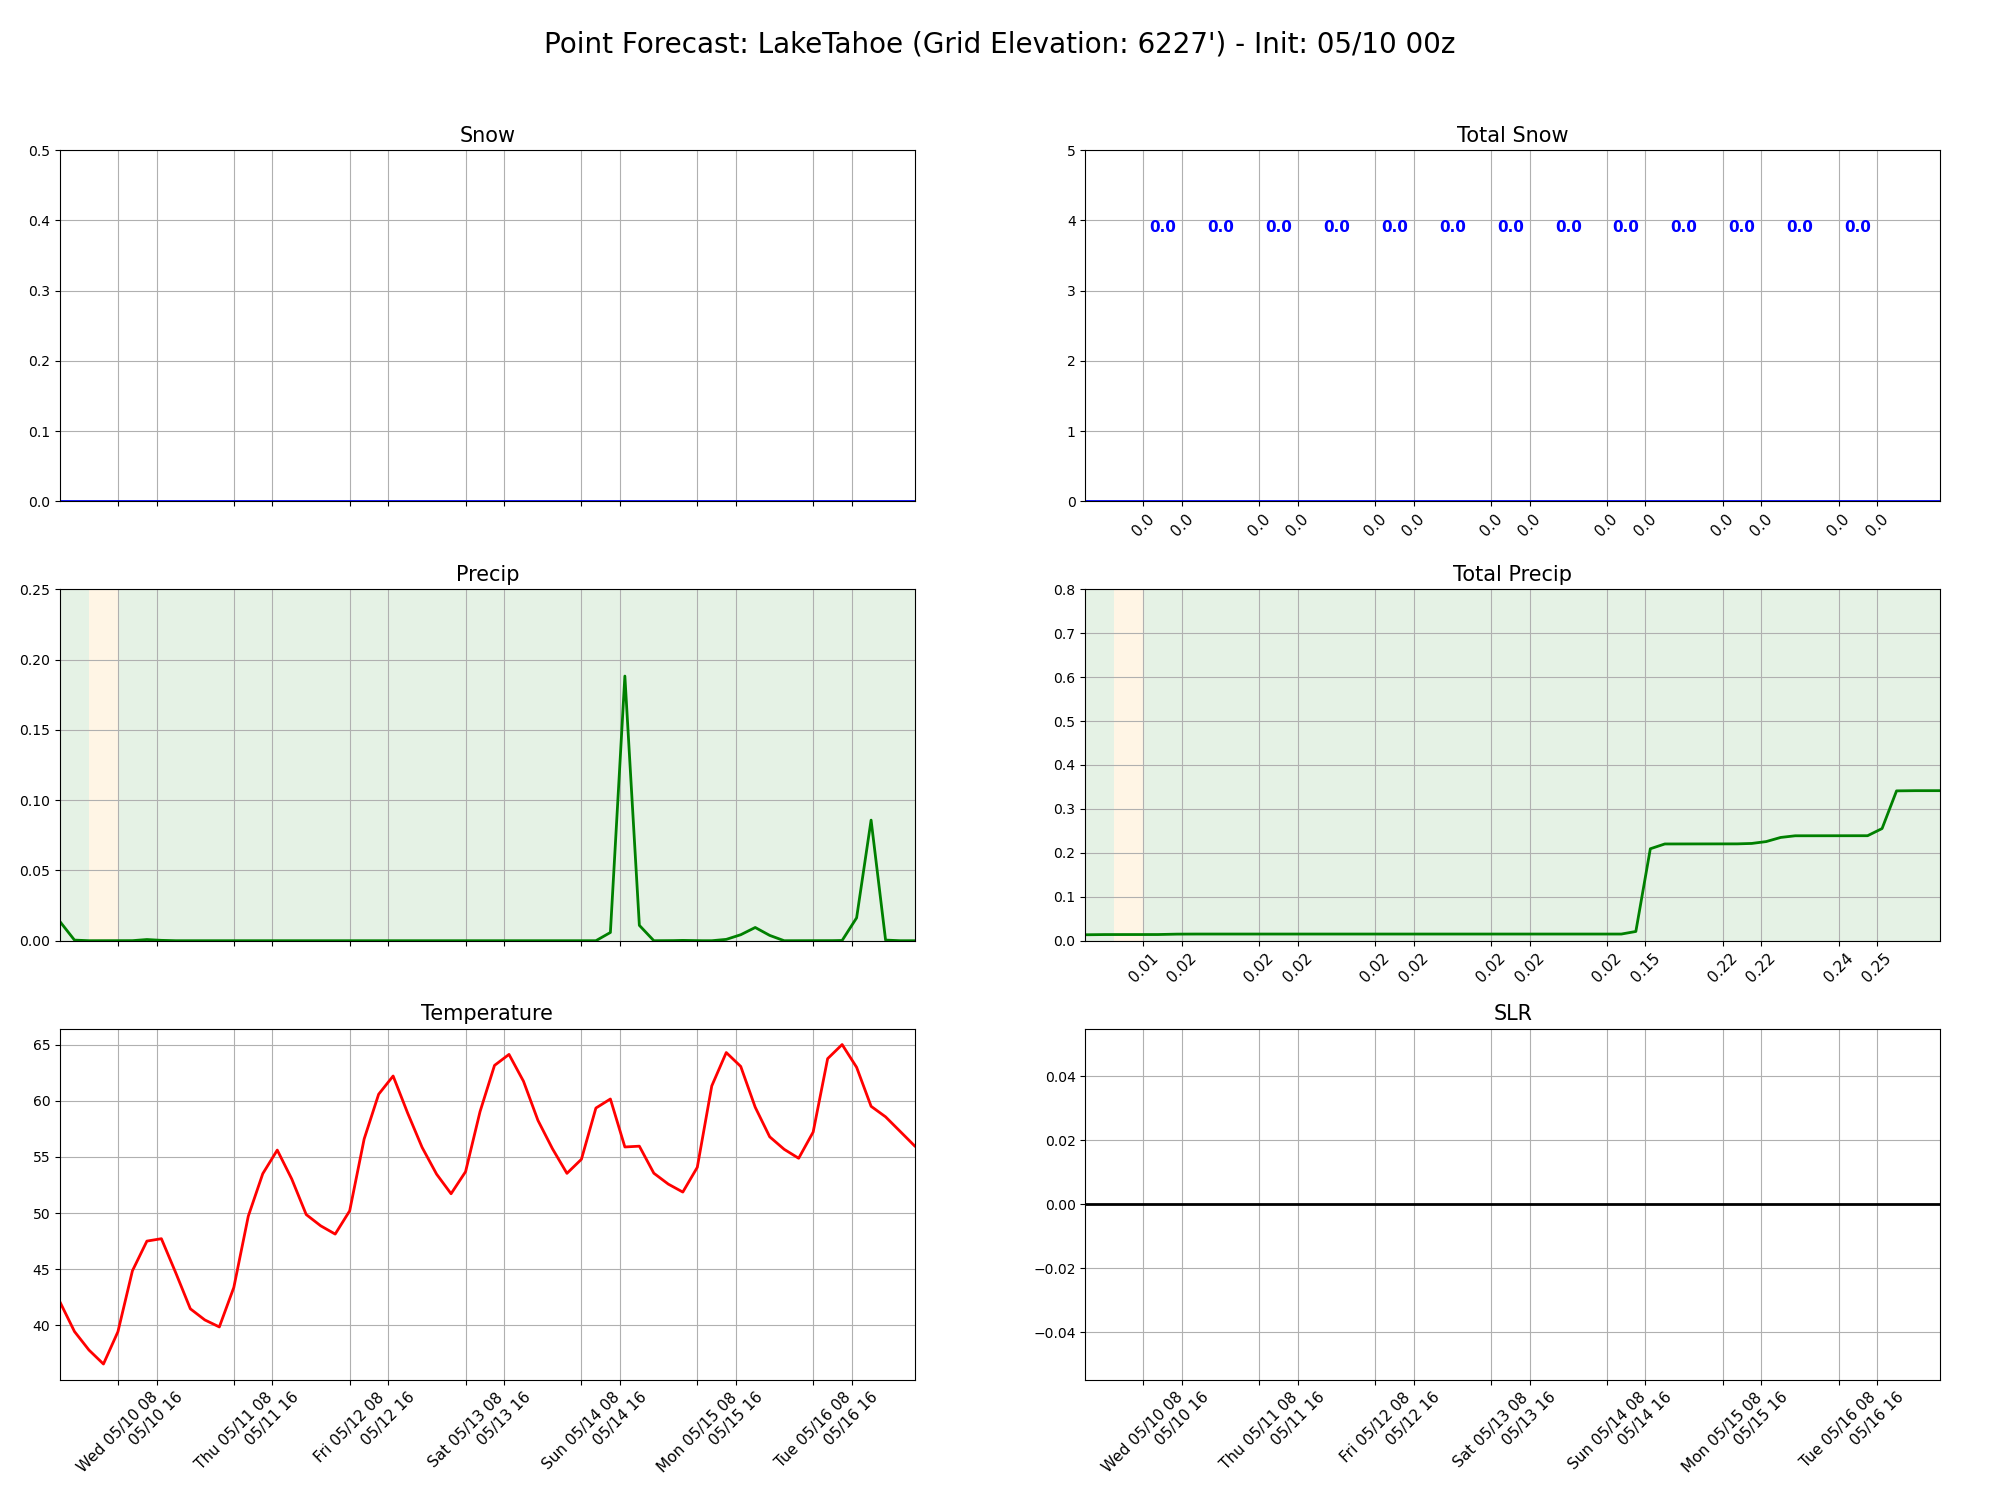 Point Forecast: LakeTahoe (Grid Elevation: 6227') - Init: 05/10 00z
Snow
0.5
0.4
0.3
0.2
0.1
0.0
Total Snow
5
4
3
2
1
0
0.0 0.0 0.0 0.0 0.0 0.0 0.0 0.0 0.0 0.0 0.0 0.0 0.0
0.0 0.0 0.0 0.0 0.0 0.0 0.0 0.0 0.0 0.0 0.0 0.0 0.0 0.0
Precip
0.25
0.20
0.15
0.10
0.05
0.00
Total Precip
0.8
0.7
0.6
0.5
0.4
0.3
0.2
0.1
0.0
0.01 0.02 0.02 0.02 0.02 0.02 0.02 0.02 0.02 0.15 0.22 0.22 0.24 0.25
Temperature
65
60
55
50
45
40
Wed 05/10 08
05/10 16
Thu 05/11 08
05/11 16
Fri 05/12 08
05/12 16
Sat 05/13 08
05/13 16
Sun 05/14 08
05/14 16
Mon 05/15 08
05/15 16
Tue 05/16 08
05/16 16
SLR
0.04
0.02
0.00
−0.02
−0.04
Wed 05/10 08
05/10 16
Thu 05/11 08
05/11 16
Fri 05/12 08
05/12 16
Sat 05/13 08
05/13 16
Sun 05/14 08
05/14 16
Mon 05/15 08
05/15 16
Tue 05/16 08
05/16 16